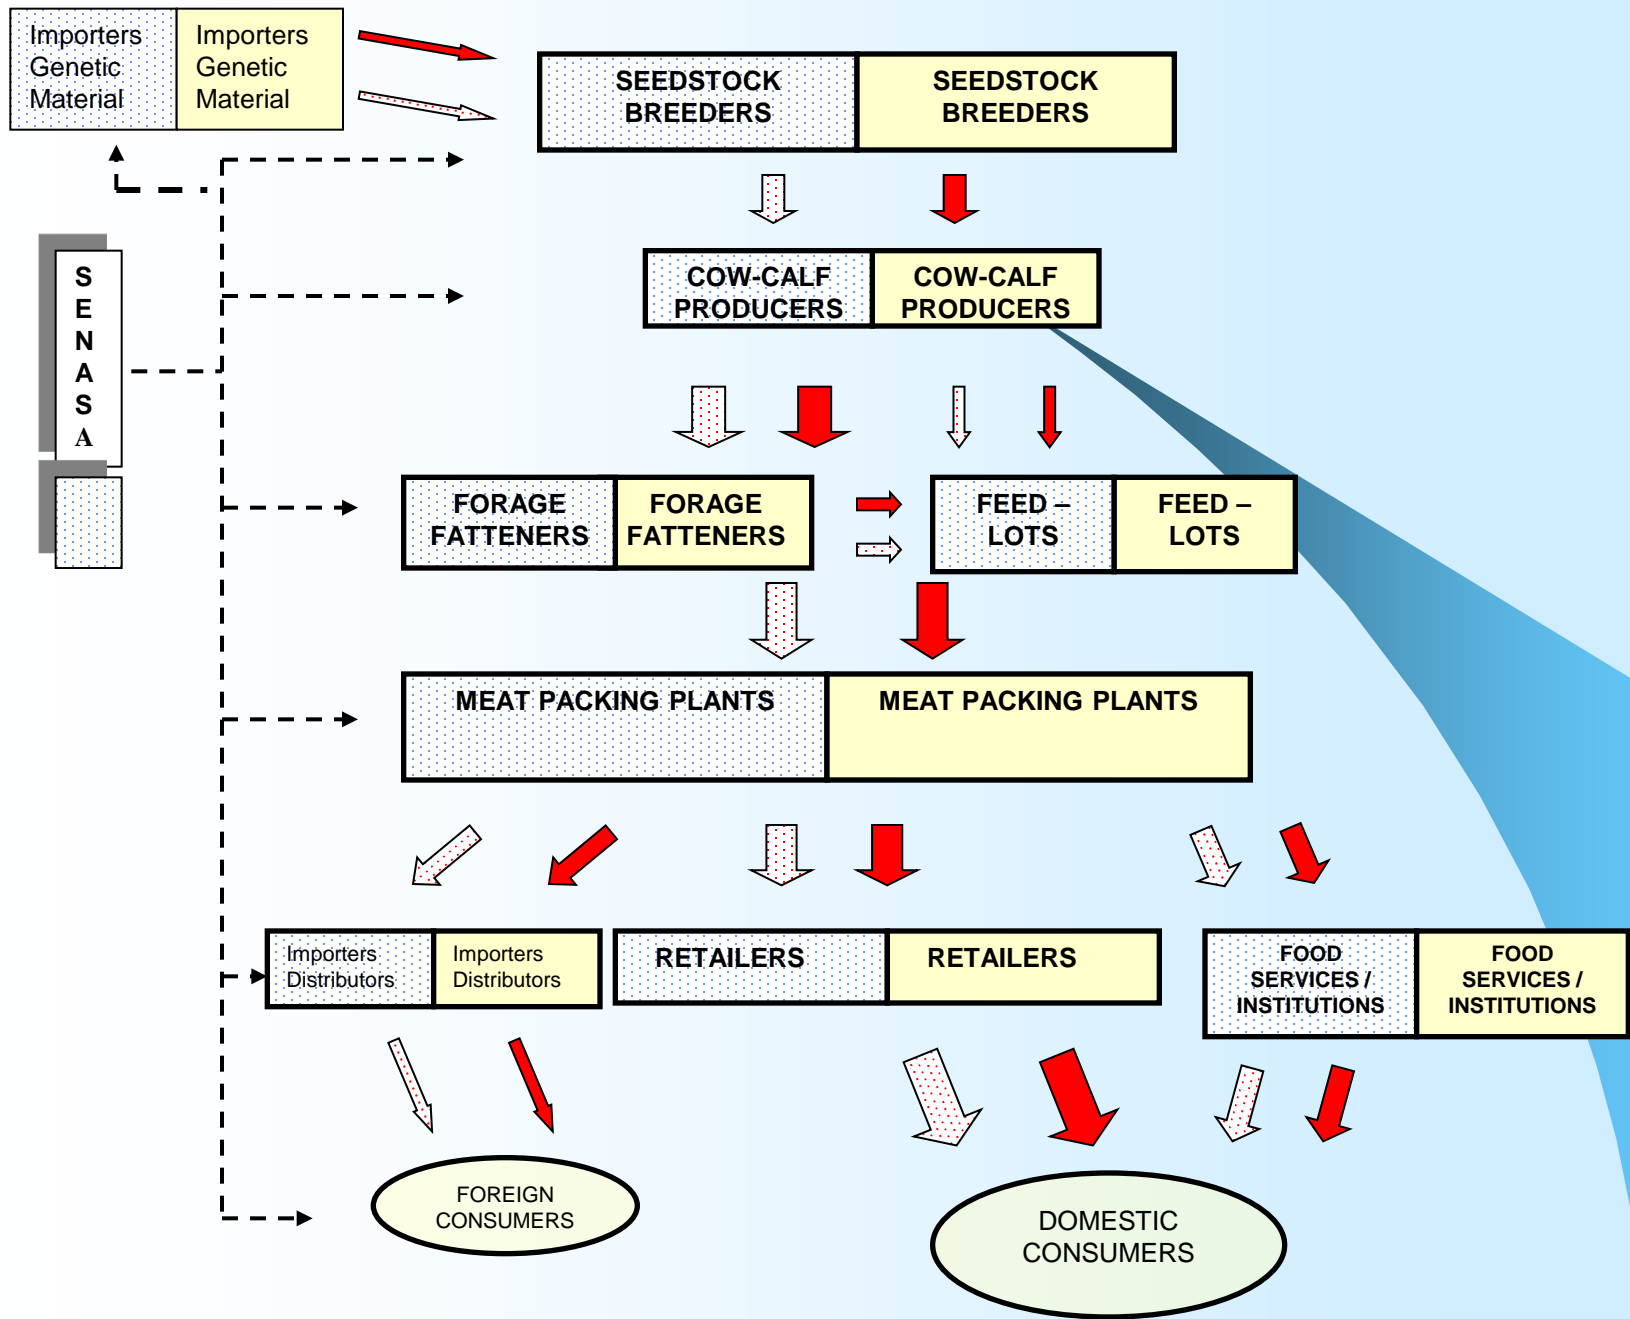 Importers
Genetic
Material
Importers
Genetic
Material
SEEDSTOCK
BREEDERS
SEEDSTOCK
BREEDERS
COW-CALF
PRODUCERS
COW-CALF
PRODUCERS
S
E
N
A
S
A
FORAGE
FATTENERS
FORAGE
FATTENERS
FEED –
LOTS
FEED –
LOTS
MEAT PACKING PLANTS
MEAT PACKING PLANTS
Importers
Distributors
Importers
Distributors
RETAILERS
RETAILERS
FOOD
SERVICES /
INSTITUTIONS
FOOD
SERVICES /
INSTITUTIONS
FOREIGN
CONSUMERS
DOMESTIC
CONSUMERS